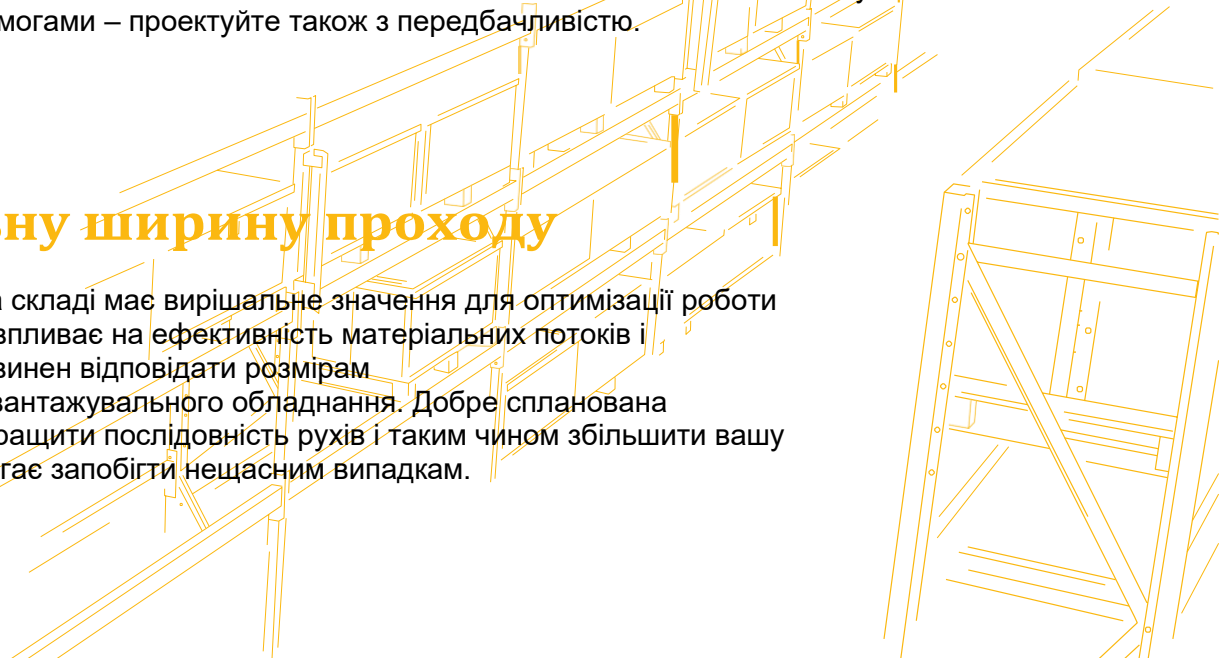 могами – проектуйте також з передбачливістю.
ну ширину проходу
складі має вирішальне значення для оптимізації роботи
впливає на ефективність матеріальних потоків і
винен відповідати розмірам
вантажувального обладнання. Добре спланована
ращити послідовність рухів і таким чином збільшити вашу
гає запобігти нещасним випадкам.